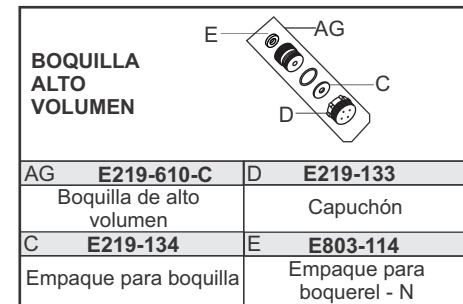 BOQUILLA
ALTO
VOLUMEN
E
AG
C
D
AG E219-610-C
D E219-133
Boquilla de alto
volumen
Capuchón
C E219-134
E E803-114
Empaque para boquilla
Empaque para
boquerel - N